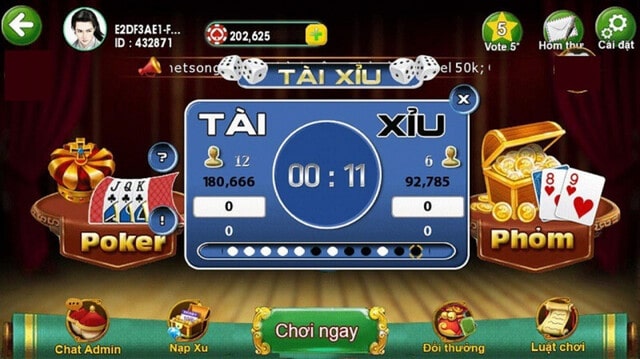 E2DF3AE1-F...
ID : 432871
202,625
5
Vote 5*
Hòm thư
Cài đặt
TÀI XỈU
50k;
TÀI
XỈU
X
12
00 : 11
6
180,666
92,785
0
0
0
0
?
!
J Q K
8 9
Poker
Phỏm
Chat Admin
Nạp Xu
Chơi ngay
Đổi thưởng
Luật chơi